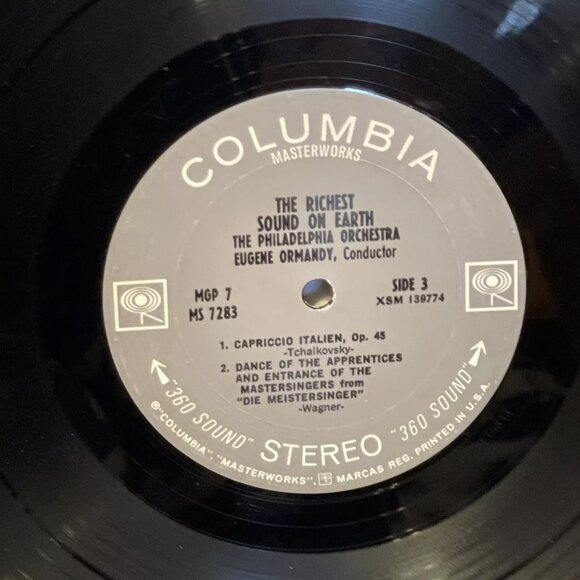 COLUMBIA
MASTERWORKS
THE RICHEST
SOUND ON EARTH
THE PHILADELPHIA ORCHESTRA
EUGENE ORMANDY, Conductor
MGP 7
MS 7283
SIDE 3
XSM 139774
1. CAPRICCIO ITALIEN, Op. 45
-Tchaikovsky-
2. DANCE OF THE APPRENTICES
AND ENTRANCE OF THE
MASTERSINGERS from
"DIE MEISTERSINGER"
-Wagner-
"360 SOUND" STEREO "360 SOUND"
℗"COLUMBIA", "MASTERWORKS", MARCAS REG. PRINTED IN U.S.A.